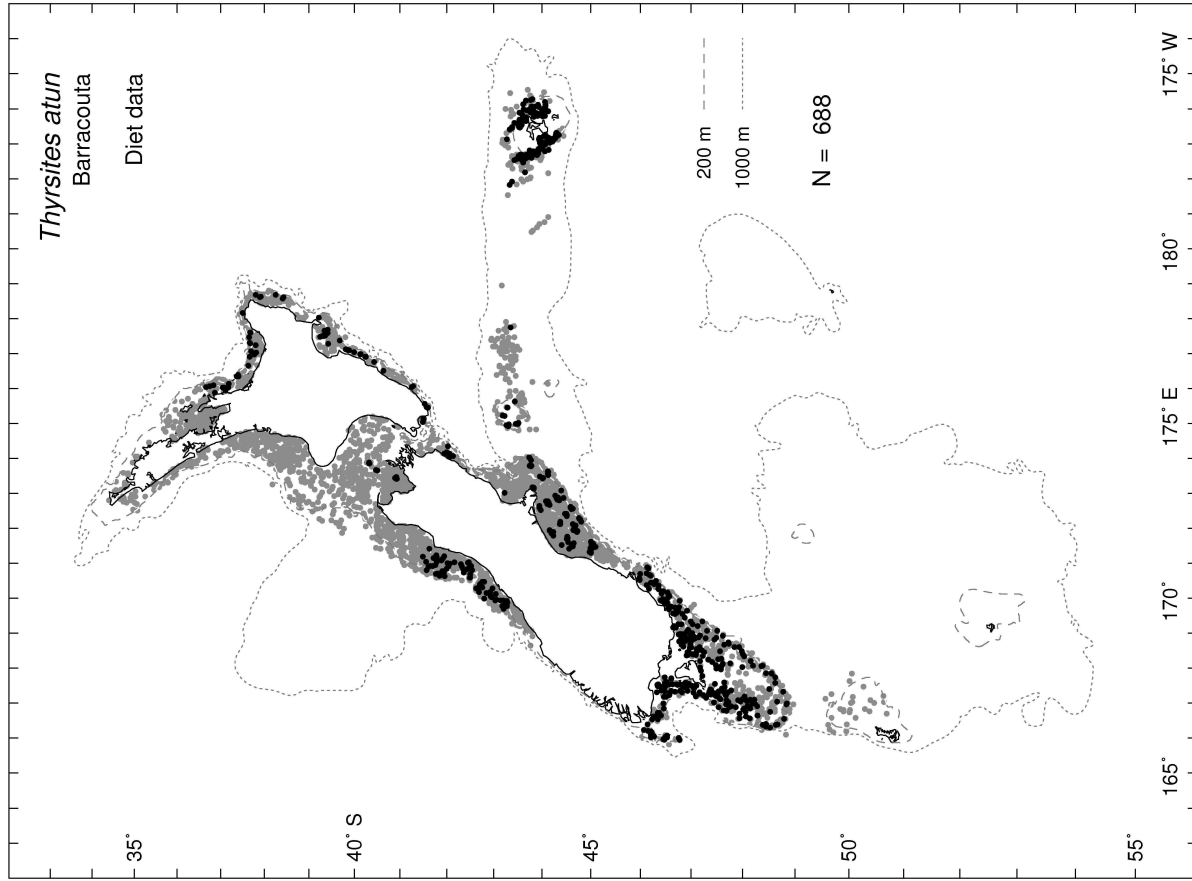 Thyrsites atun
Barracouta
Diet data
200 m
1000 m
N = 688
35°
40° S
45°
50°
55°
165°
170°
175° E
180°
175° W